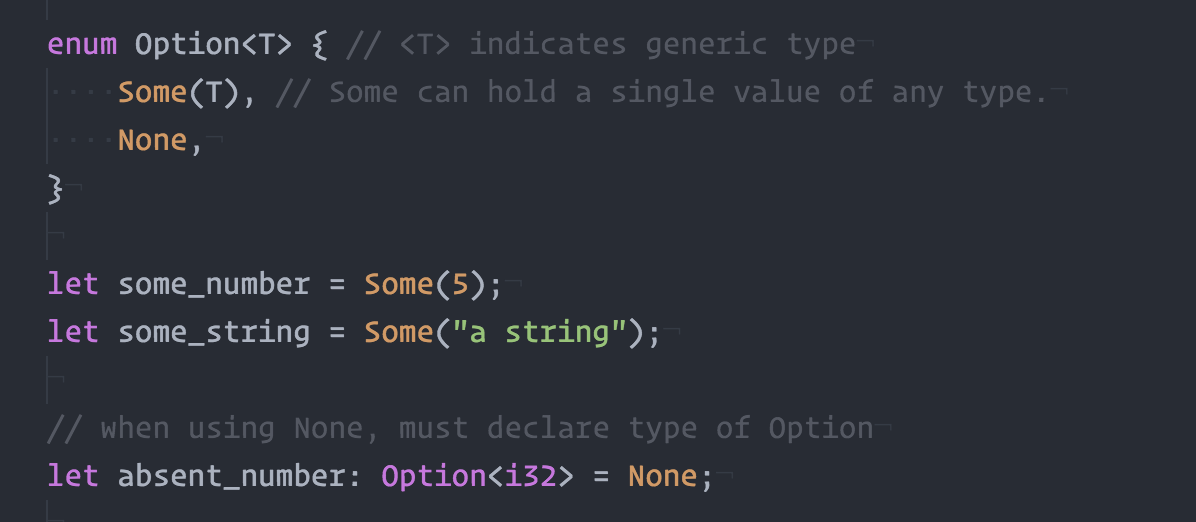 enum Option<T> { // <T> indicates generic type
    Some(T), // Some can hold a single value of any type.
    None,
}

let some_number = Some(5);
let some_string = Some("a string");

// when using None, must declare type of Option
let absent_number: Option<i32> = None;